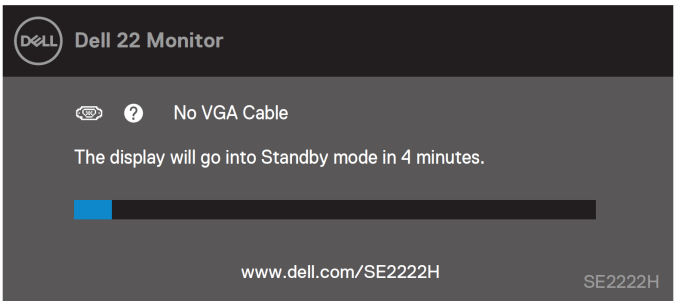 DELL Dell 22 Monitor
? No VGA Cable
The display will go into Standby mode in 4 minutes.
www.dell.com/SE2222H
SE2222H